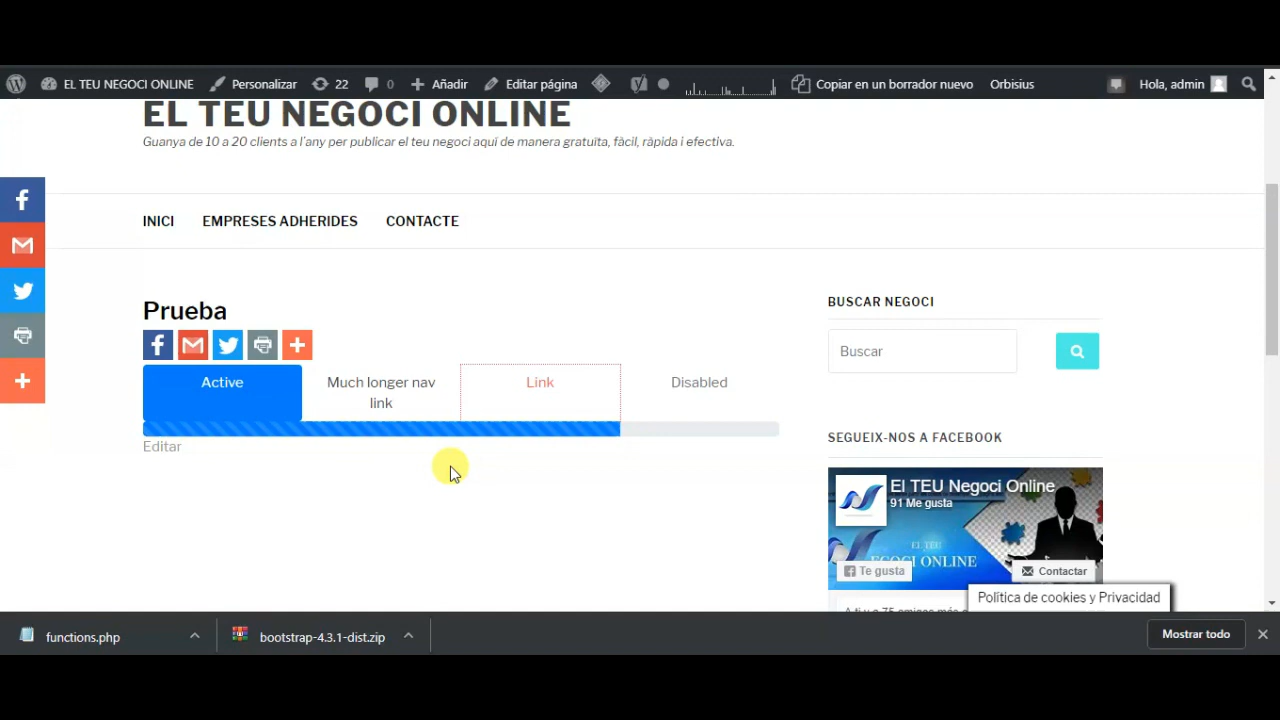 EL TEU NEGOCI ONLINE
22
0
Añadir
Personalizar
Editar página
Copiar en un borrador nuevo
Orbisius
Hola, admin
EL TEU NEGOCI ONLINE
Guanya de 10 a 20 clients a l'any per publicar el teu negoci aquí de manera gratuïta, fàcil, ràpida i efectiva.
INICI
EMPRESES ADHERIDES
CONTACTE
Prueba
Active
Much longer nav
link
Link
Disabled
Editar
BUSCAR NEGOCI
Buscar
SEGUEIX-NOS A FACEBOOK
El TEU Negoci Online
91 Me gusta
EL TEU
EGOCI ONLINE
Te gusta
Contactar
Política de cookies y Privacidad
functions.php
bootstrap-4.3.1-dist.zip
Mostrar todo